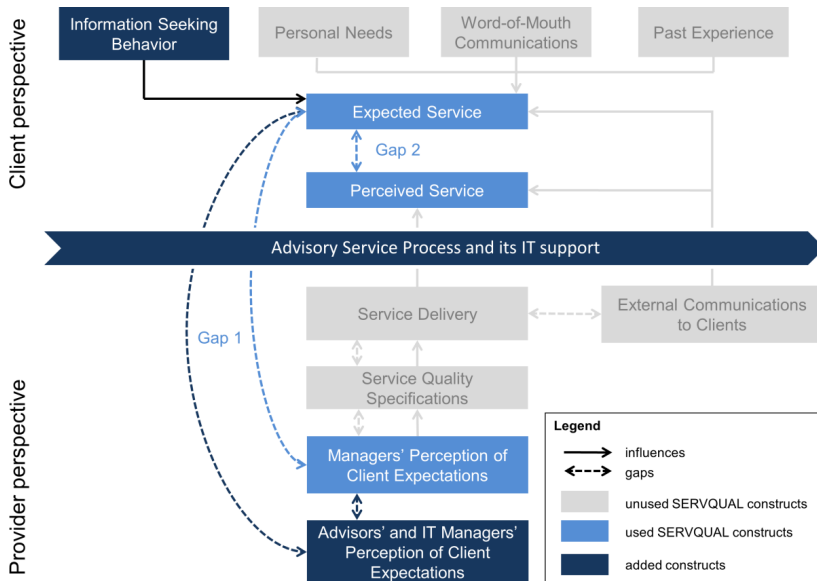 Client perspective
Information Seeking
Behavior
Personal Needs
Word-of-Mouth
Communications
Past Experience
Expected Service
Gap 2
Perceived Service
Advisory Service Process and its IT support
Service Delivery
External Communications
to Clients
Gap 1
Service Quality
Specifications
Provider perspective
Managers' Perception of
Client Expectations
Advisors' and IT Managers'
Perception of Client
Expectations
Legend
influences
gaps
unused SERVQUAL constructs
used SERVQUAL constructs
added constructs